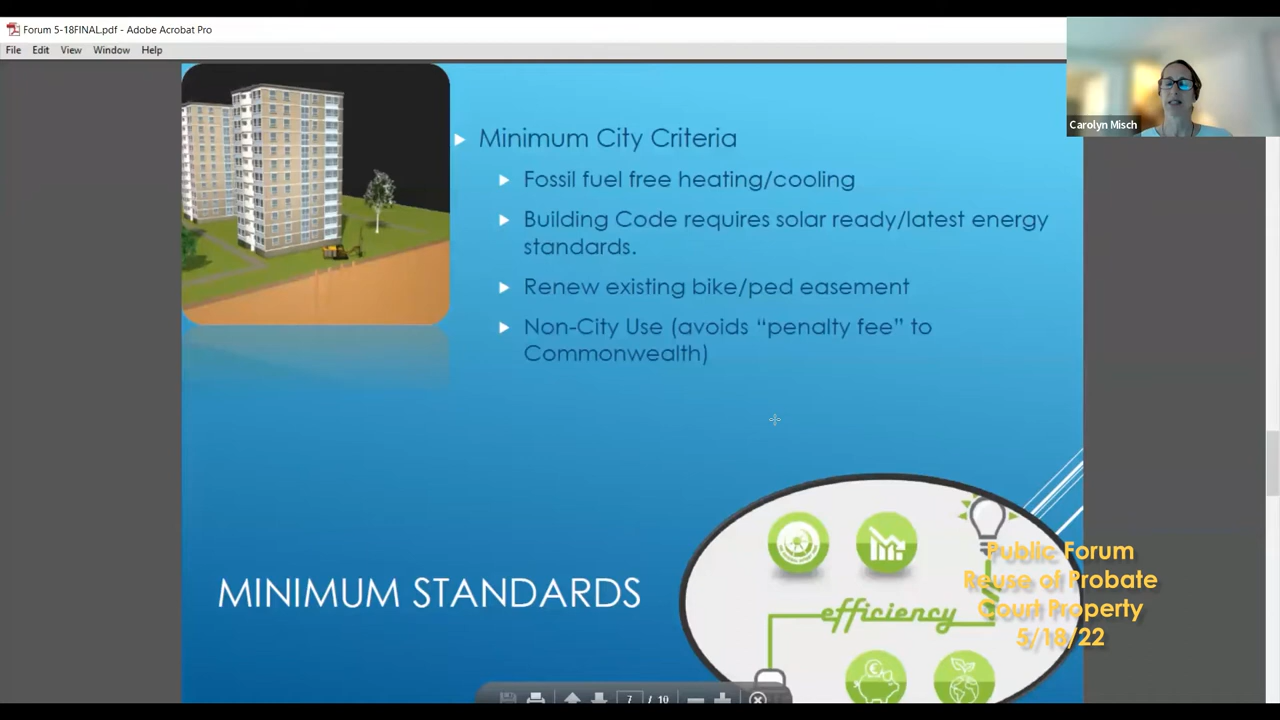 Forum 5-18FINAL.pdf - Adobe Acrobat Pro
File Edit View Window Help
Carolyn Misch
Minimum City Criteria
Fossil fuel free heating/cooling
Building Code requires solar ready/latest energy
standards.
Renew existing bike/ped easement
Non-City Use (avoids “penalty fee” to
Commonwealth)
MINIMUM STANDARDS
efficiency
Public Forum
Reuse of Probate
Court Property
5/18/22
7 / 10